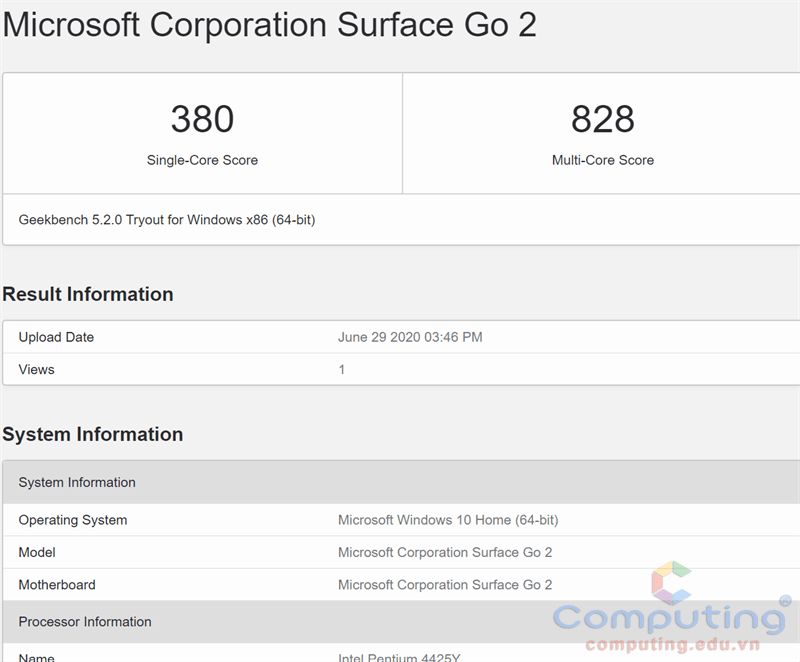 Microsoft Corporation Surface Go 2
380
Single-Core Score
828
Multi-Core Score
Geekbench 5.2.0 Tryout for Windows x86 (64-bit)
Result Information
Upload Date June 29 2020 03:46 PM
Views 1
System Information
System Information
Operating System Microsoft Windows 10 Home (64-bit)
Model Microsoft Corporation Surface Go 2
Motherboard Microsoft Corporation Surface Go 2
Processor Information
Computing®
computing.edu.vn
Name Intel Pentium 4425Y